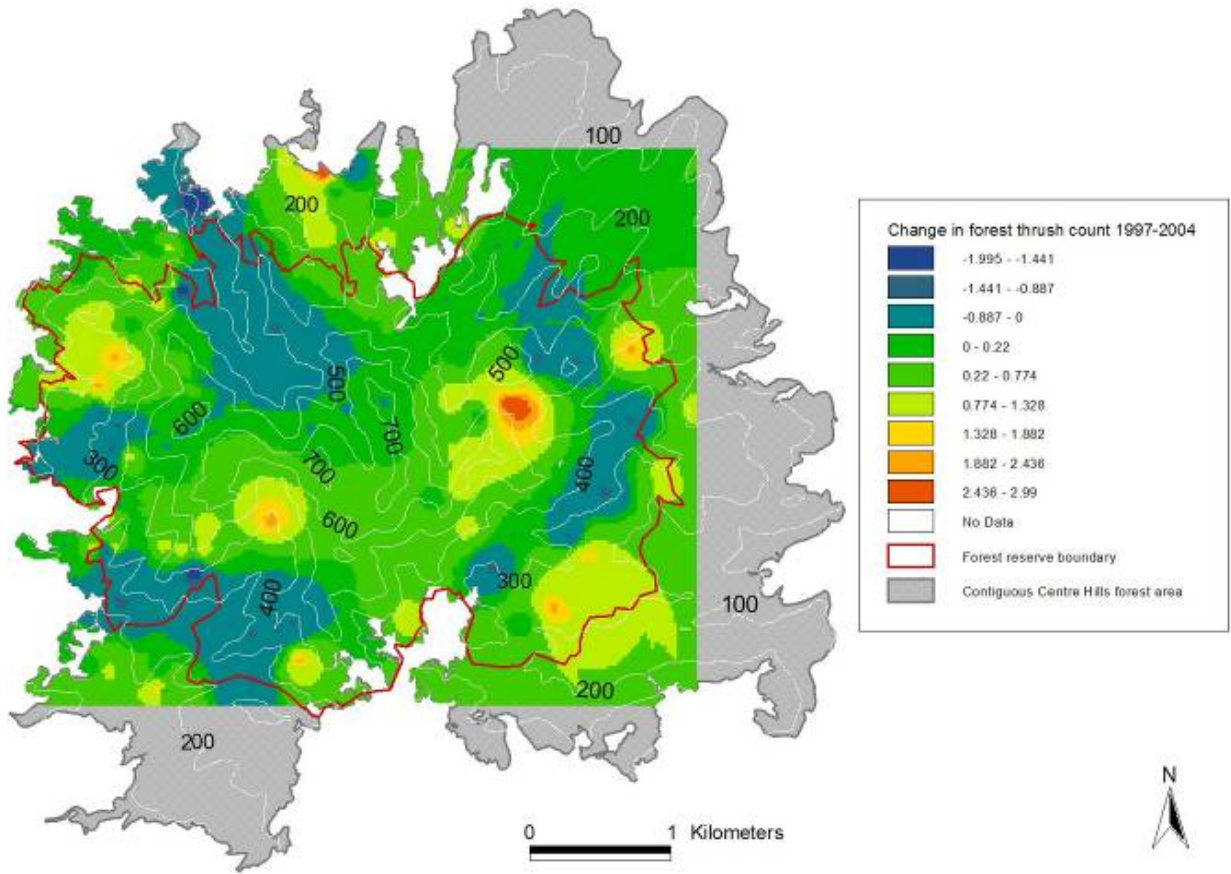 100
200
200
500
500
600
700
300
400
700
600
300
100
400
200
200
Change in forest thrush count 1997-2004
-1.995 - -1.441
-1.441 - -0.887
-0.887 - 0
0 - 0.22
0.22 - 0.774
0.774 - 1.328
1.328 - 1.882
1.882 - 2.436
2.436 - 2.99
No Data
Forest reserve boundary
Contiguous Centre Hills forest area
N
0 1 Kilometers